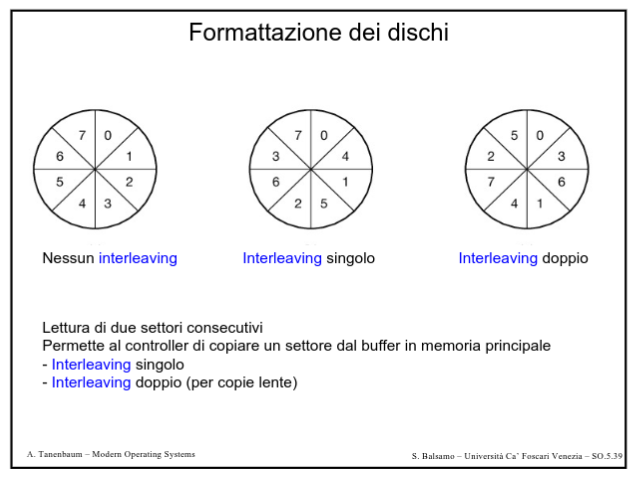 Formattazione dei dischi
7 0
6 1
5 2
4 3
7 0
3 4
6 1
2 5
5 0
2 3
7 6
4 1
Nessun interleaving
Interleaving singolo
Interleaving doppio
Lettura di due settori consecutivi
Permette al controller di copiare un settore dal buffer in memoria principale
- Interleaving singolo
- Interleaving doppio (per copie lente)
A. Tanenbaum – Modern Operating Systems
S. Balsamo – Università Ca’ Foscari Venezia – SO.5.39